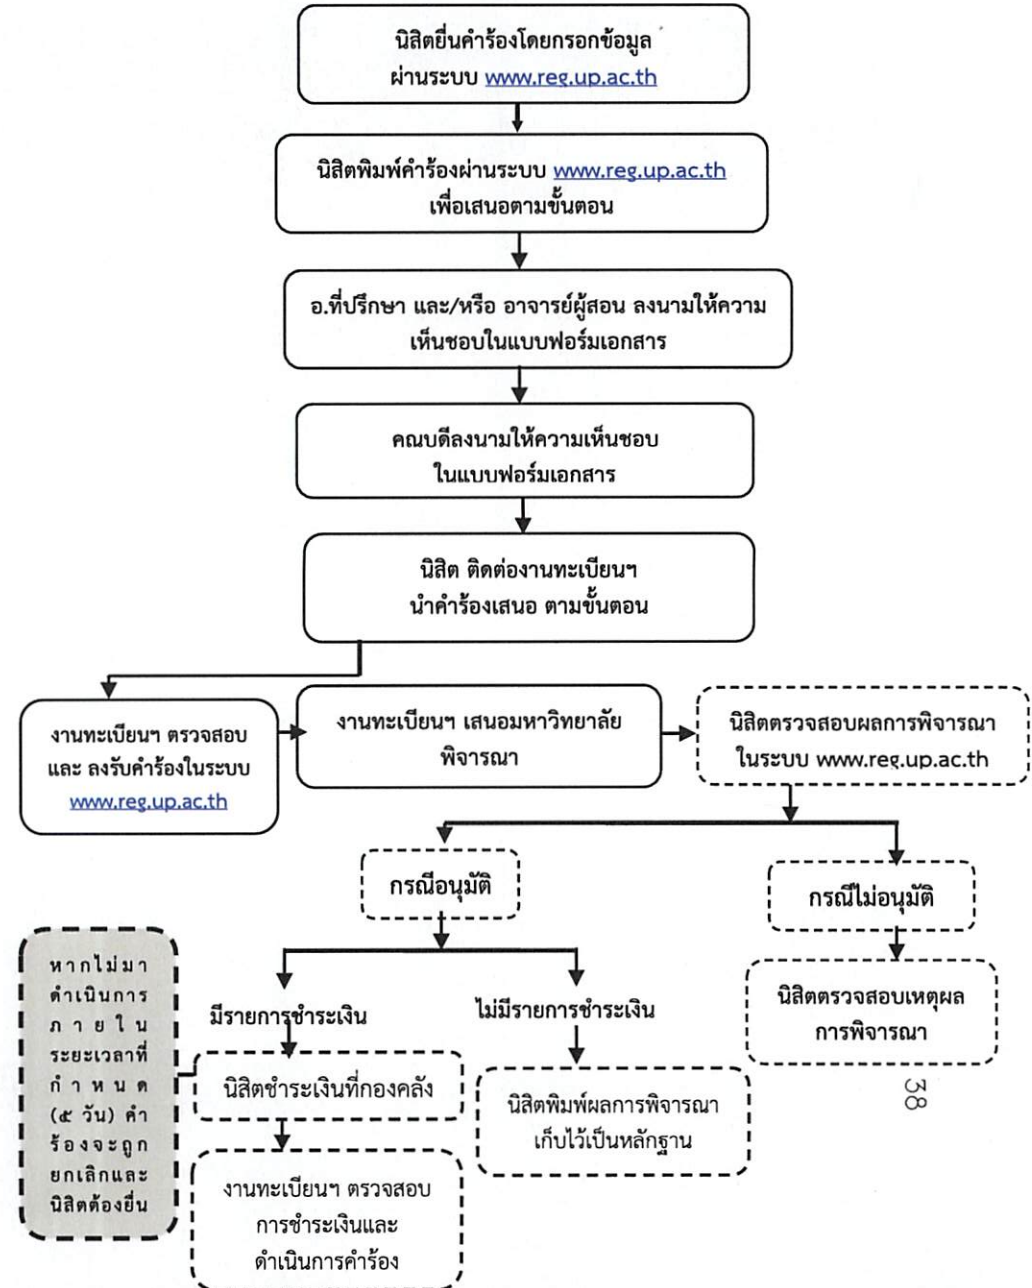 นิสิตยื่นคำร้องโดยกรอกข้อมูล
ผ่านระบบ www.reg.up.ac.th
นิสิตพิมพ์คำร้องผ่านระบบ www.reg.up.ac.th
เพื่อเสนอตามขั้นตอน
อ.ที่ปรึกษา และ/หรือ อาจารย์ผู้สอน ลงนามให้ความ
เห็นชอบในแบบฟอร์มเอกสาร
คณบดีลงนามให้ความเห็นชอบ
ในแบบฟอร์มเอกสาร
นิสิต ติดต่องานทะเบียนฯ
นำคำร้องเสนอ ตามขั้นตอน
งานทะเบียนฯ ตรวจสอบ
และ ลงรับคำร้องในระบบ
www.reg.up.ac.th
งานทะเบียนฯ เสนอมหาวิทยาลัย
พิจารณา
นิสิตตรวจสอบผลการพิจารณา
ในระบบ www.reg.up.ac.th
กรณีอนุมัติ
กรณีไม่อนุมัติ
มีรายการชำระเงิน
ไม่มีรายการชำระเงิน
นิสิตตรวจสอบเหตุผล
การพิจารณา
หากไม่มา
ดำเนินการ
ภายใน
ระยะเวลาที่
กำหนด
(๕ วัน) คำ
ร้องจะถูก
ยกเลิกและ
นิสิตต้องยื่น
นิสิตชำระเงินที่กองคลัง
นิสิตพิมพ์ผลการพิจารณา
เก็บไว้เป็นหลักฐาน
งานทะเบียนฯ ตรวจสอบ
การชำระเงินและ
ดำเนินการคำร้อง
38